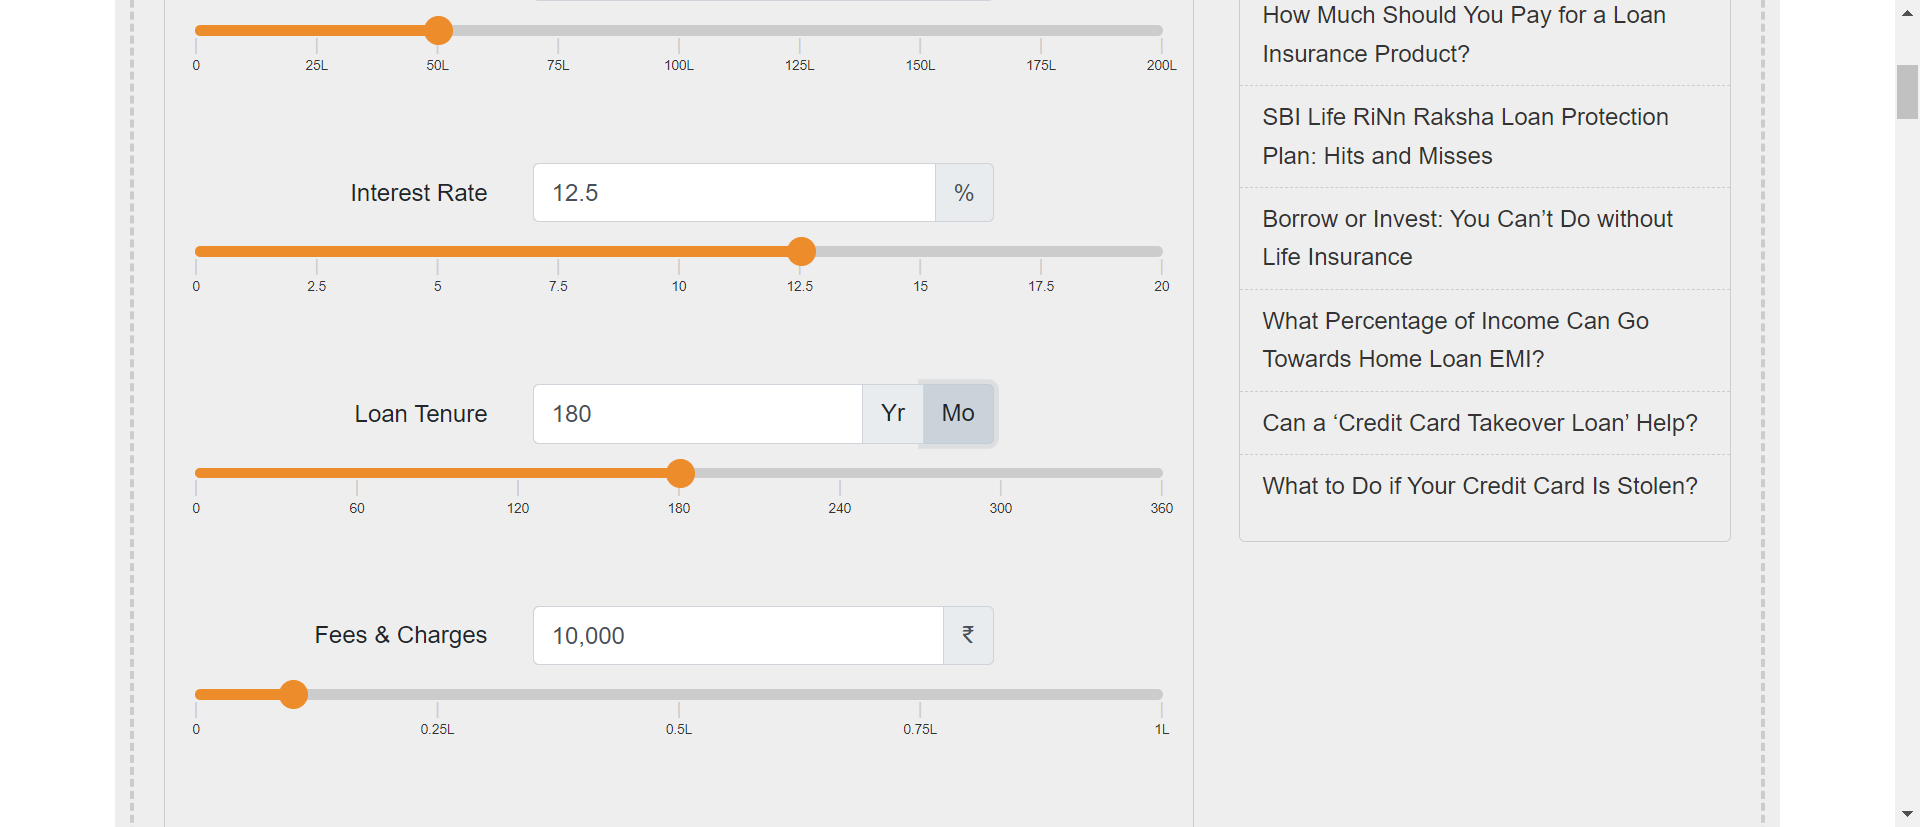 0 25L 50L 75L 100L 125L 150L 175L 200L
Interest Rate 12.5 %
0 2.5 5 7.5 10 12.5 15 17.5 20
Loan Tenure 180 Yr Mo
0 60 120 180 240 300 360
Fees & Charges 10,000 ₹
0 0.25L 0.5L 0.75L 1L
How Much Should You Pay for a Loan
Insurance Product?
SBI Life RiNn Raksha Loan Protection
Plan: Hits and Misses
Borrow or Invest: You Can’t Do without
Life Insurance
What Percentage of Income Can Go
Towards Home Loan EMI?
Can a ‘Credit Card Takeover Loan’ Help?
What to Do if Your Credit Card Is Stolen?